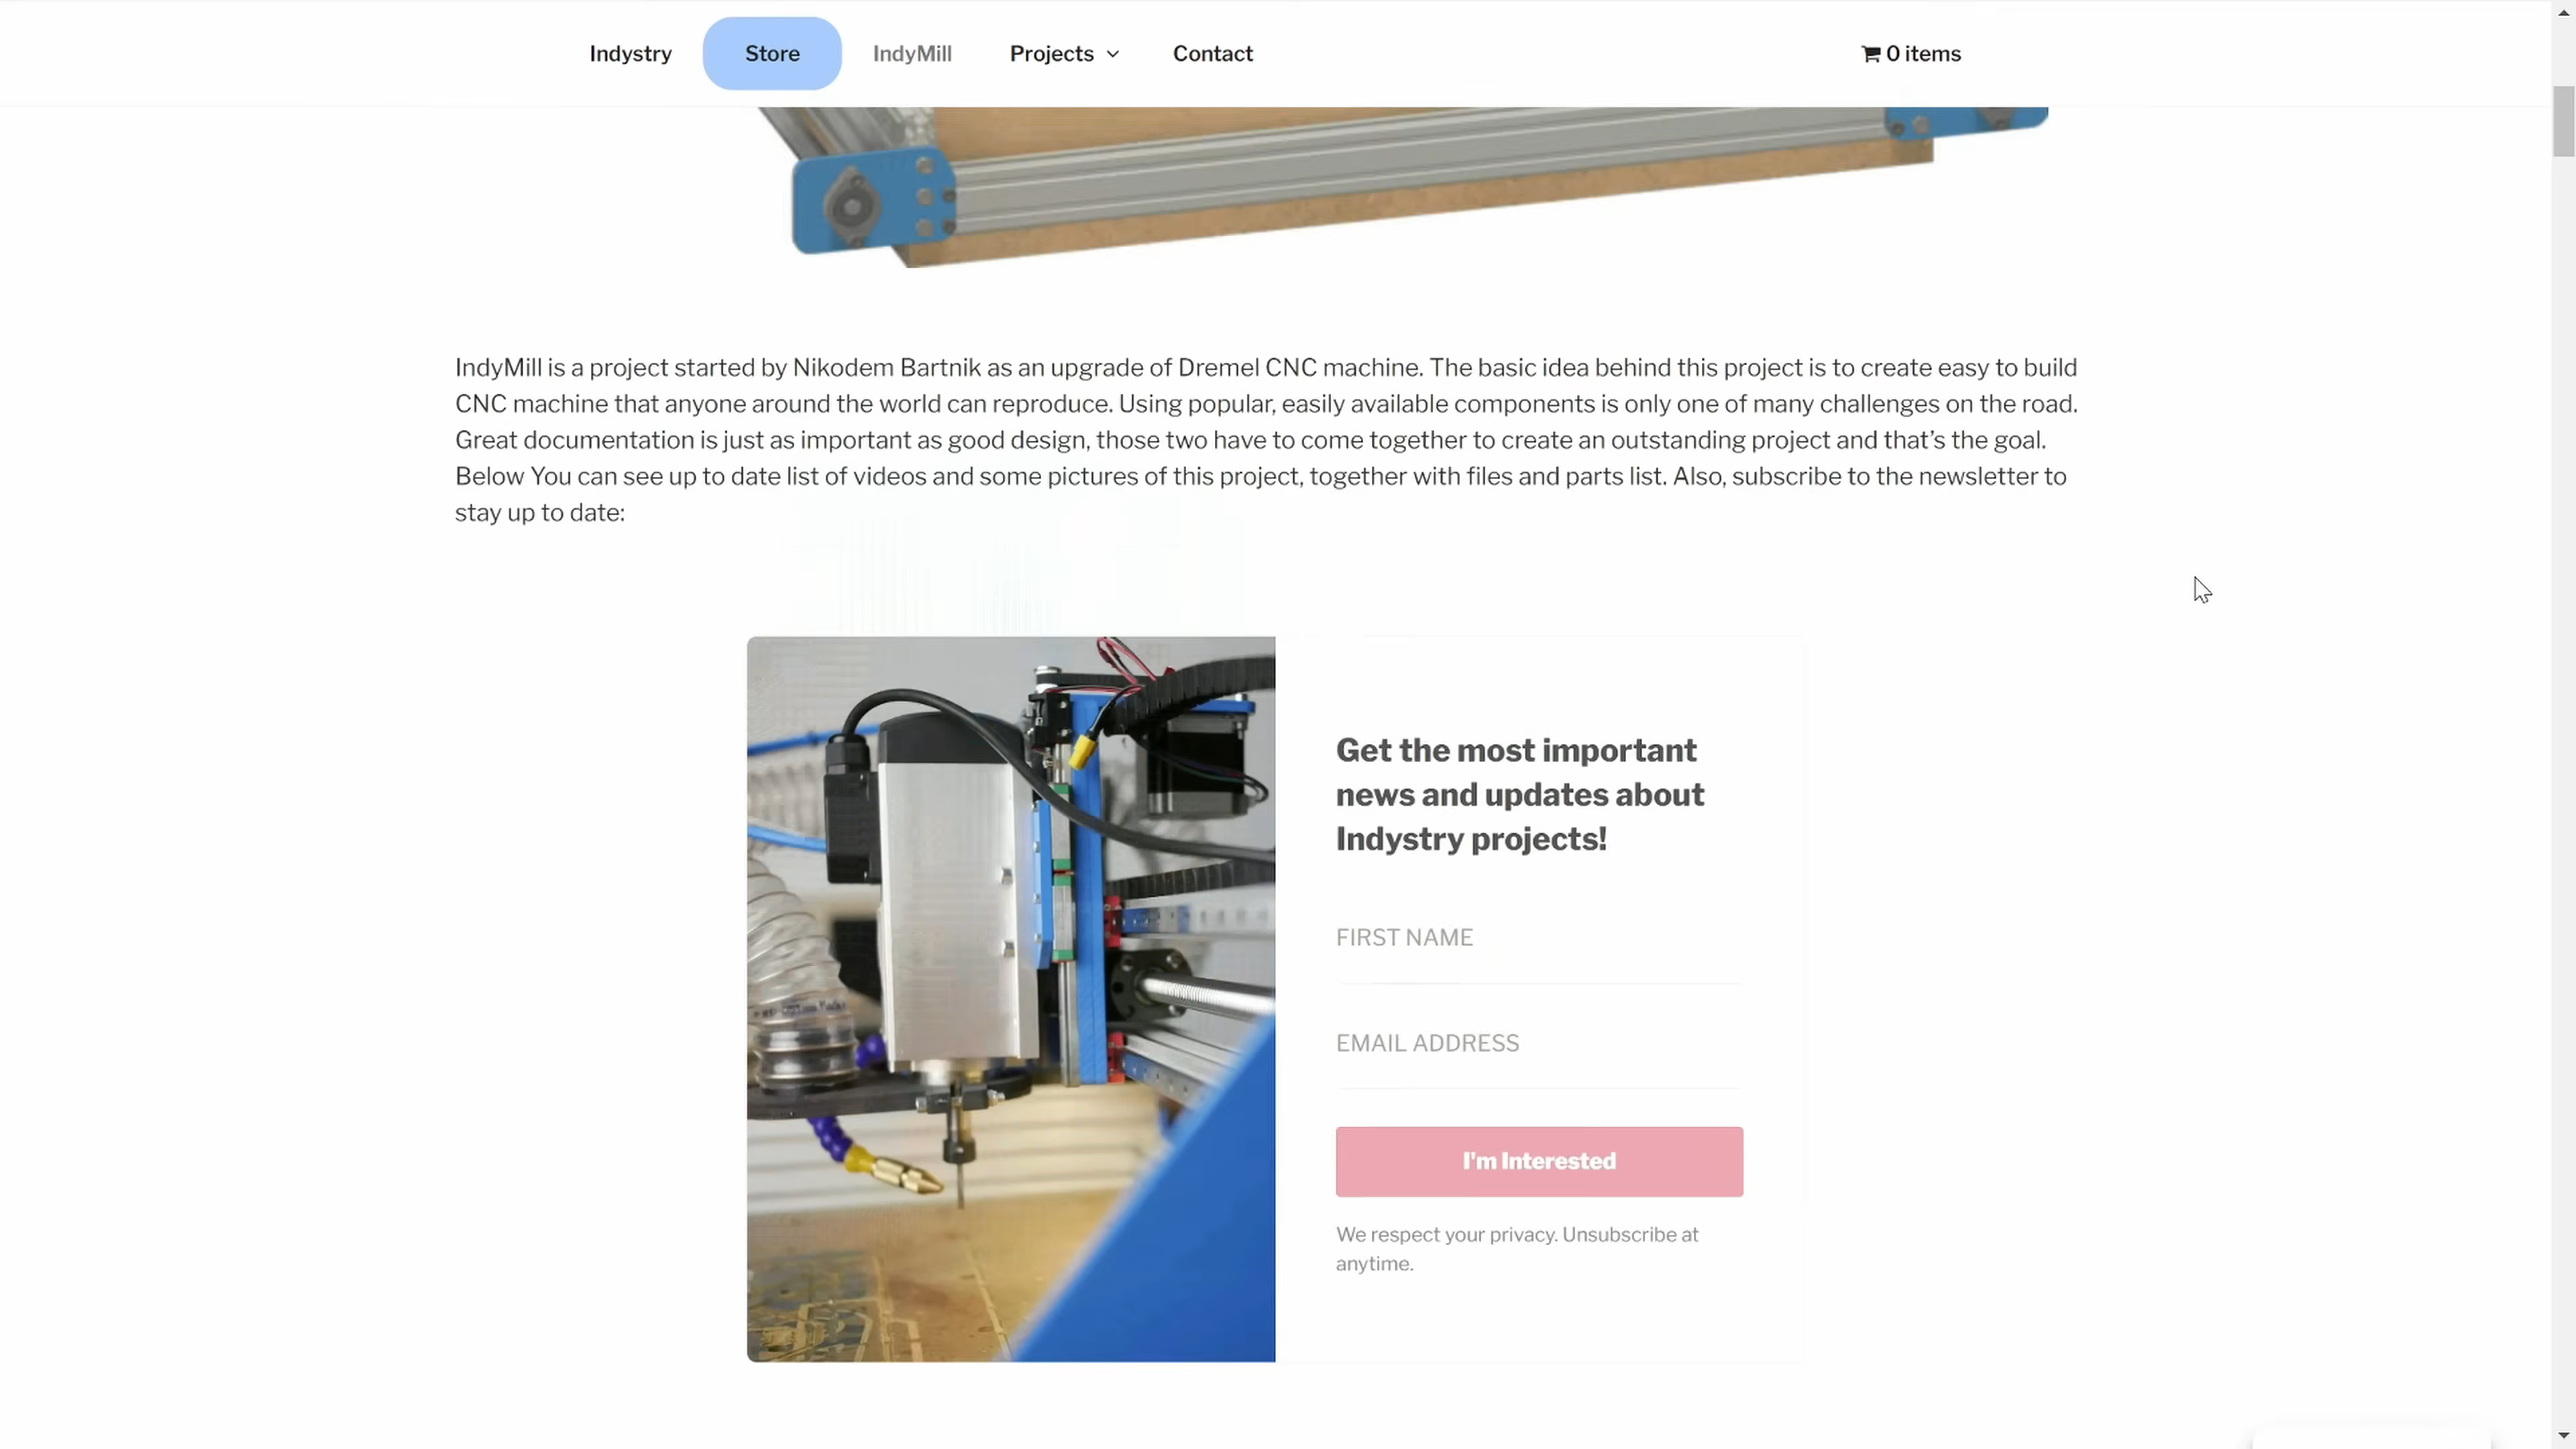 Indystry Store IndyMill Projects Contact 0 items
IndyMill is a project started by Nikodem Bartnik as an upgrade of Dremel CNC machine. The basic idea behind this project is to create easy to build
CNC machine that anyone around the world can reproduce. Using popular, easily available components is only one of many challenges on the road.
Great documentation is just as important as good design, those two have to come together to create an outstanding project and that’s the goal.
Below You can see up to date list of videos and some pictures of this project, together with files and parts list. Also, subscribe to the newsletter to
stay up to date:
Get the most important
news and updates about
Indystry projects!
FIRST NAME
EMAIL ADDRESS
I'm Interested
We respect your privacy. Unsubscribe at
anytime.